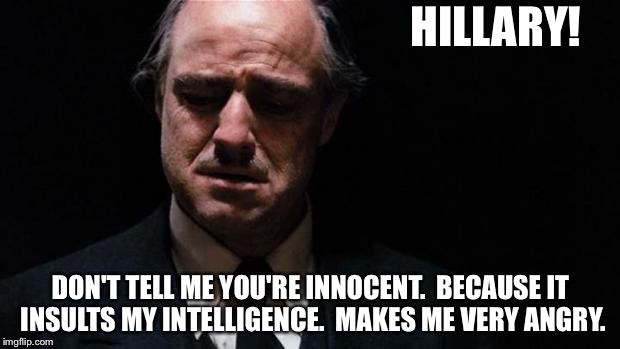 HILLARY!
DON'T TELL ME YOU'RE INNOCENT. BECAUSE IT
INSULTS MY INTELLIGENCE. MAKES ME VERY ANGRY.
imgflip.com